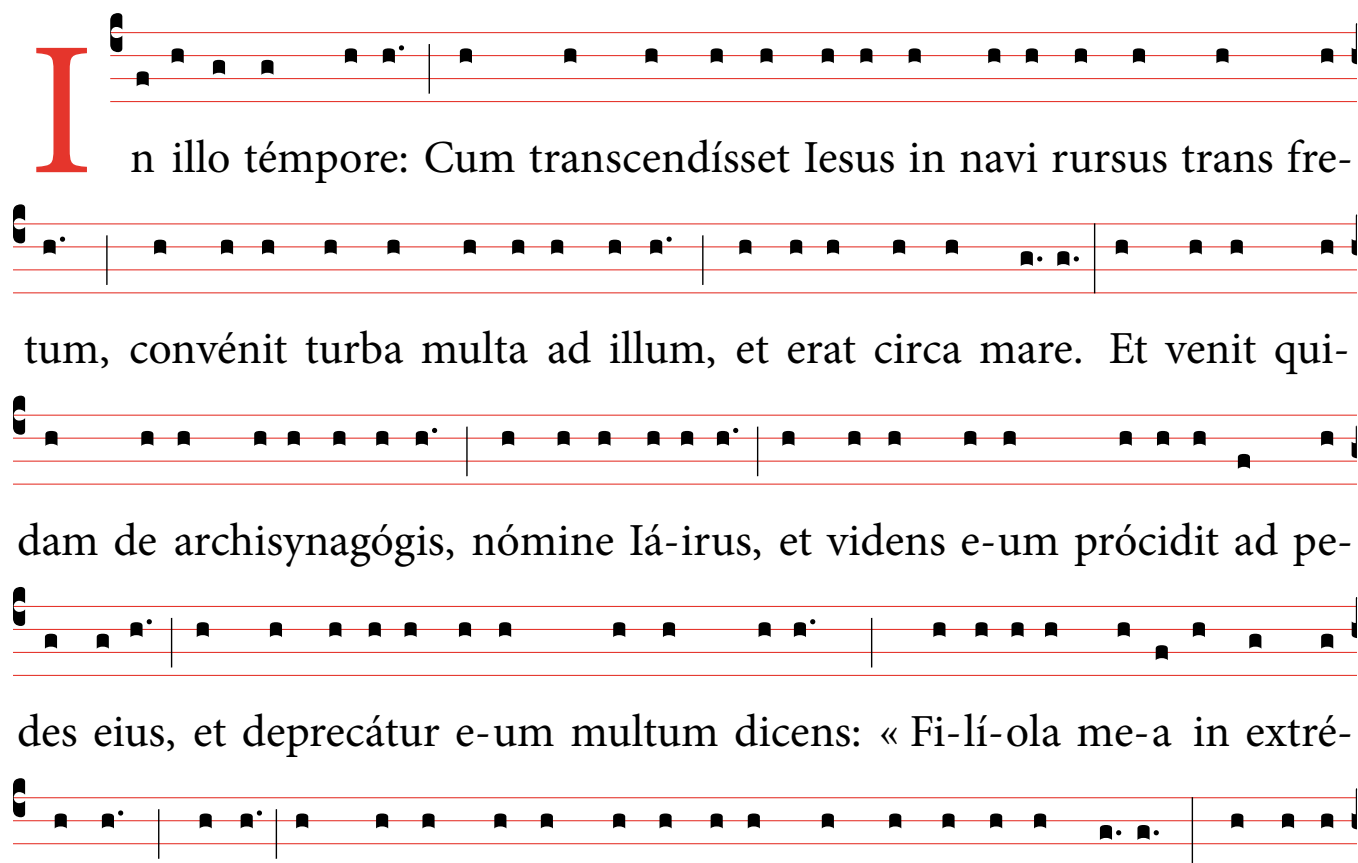 In illo témpore: Cum transcendísset Iesus in navi rursus trans fre-
tum, convénit turba multa ad illum, et erat circa mare. Et venit qui-
dam de archisynagógis, nómine Iá-irus, et videns e-um prócidit ad pe-
des eius, et deprecátur e-um multum dicens: « Fi-lí-ola me-a in extré-